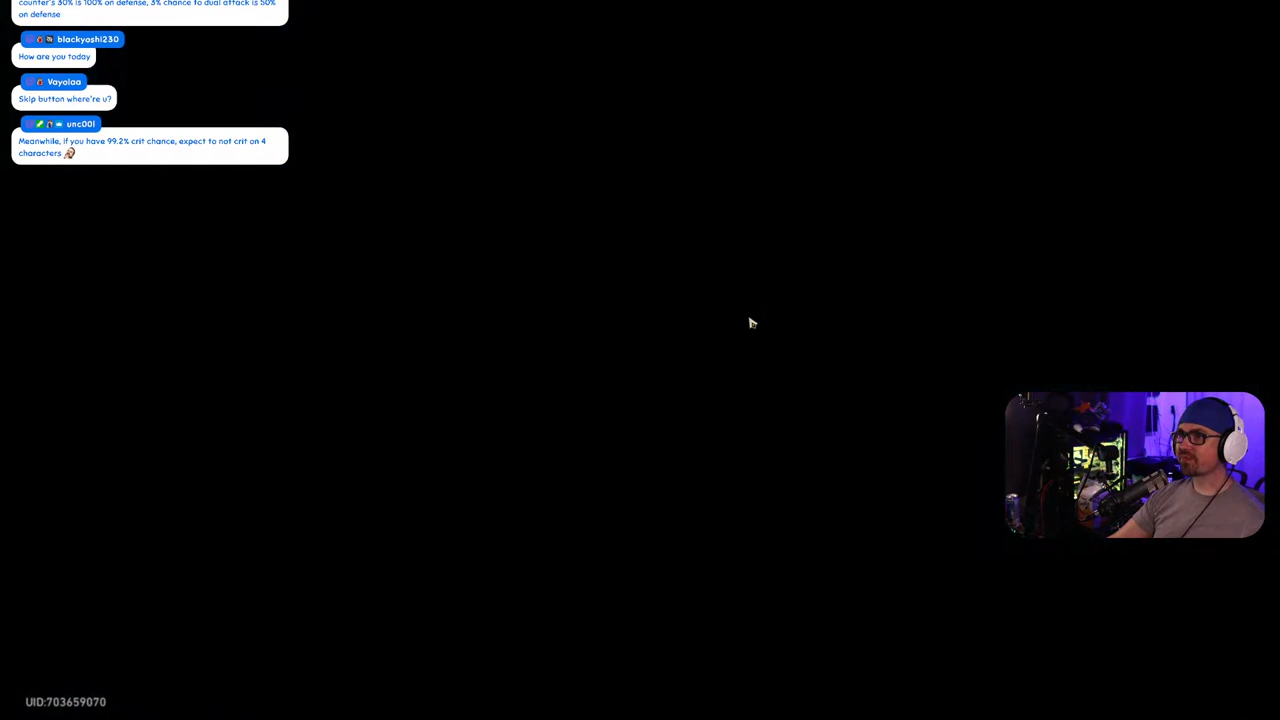 counter's 30% is 100% on defense, 3% chance to dual attack is 50%
on defense
blackyoshi230
How are you today
Vayolaa
Skip button where're u?
unc00l
Meanwhile, if you have 99.2% crit chance, expect to not crit on 4
characters
UID:703659070